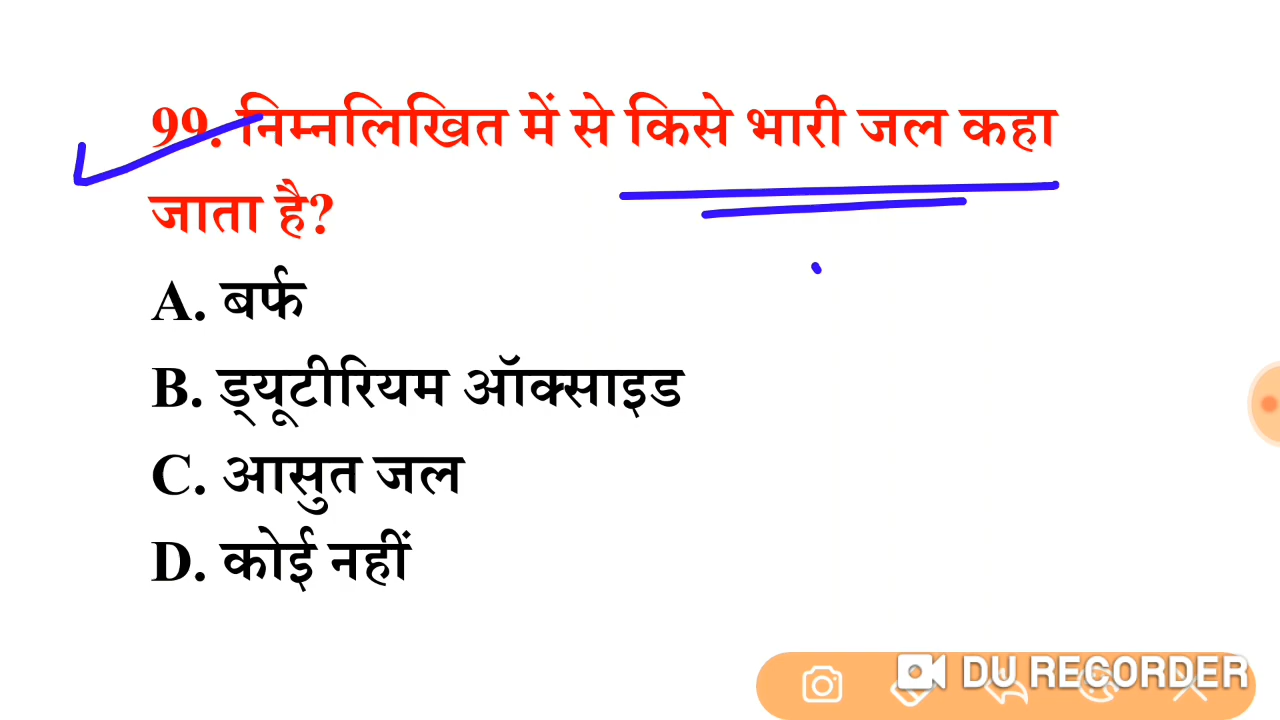 99. निम्नलिखित में से किसे भारी जल कहा
जाता है?
A. बर्फ
B. ड्यूटीरियम ऑक्साइड
C. आसुत जल
D. कोई नहीं
DU RECORDER